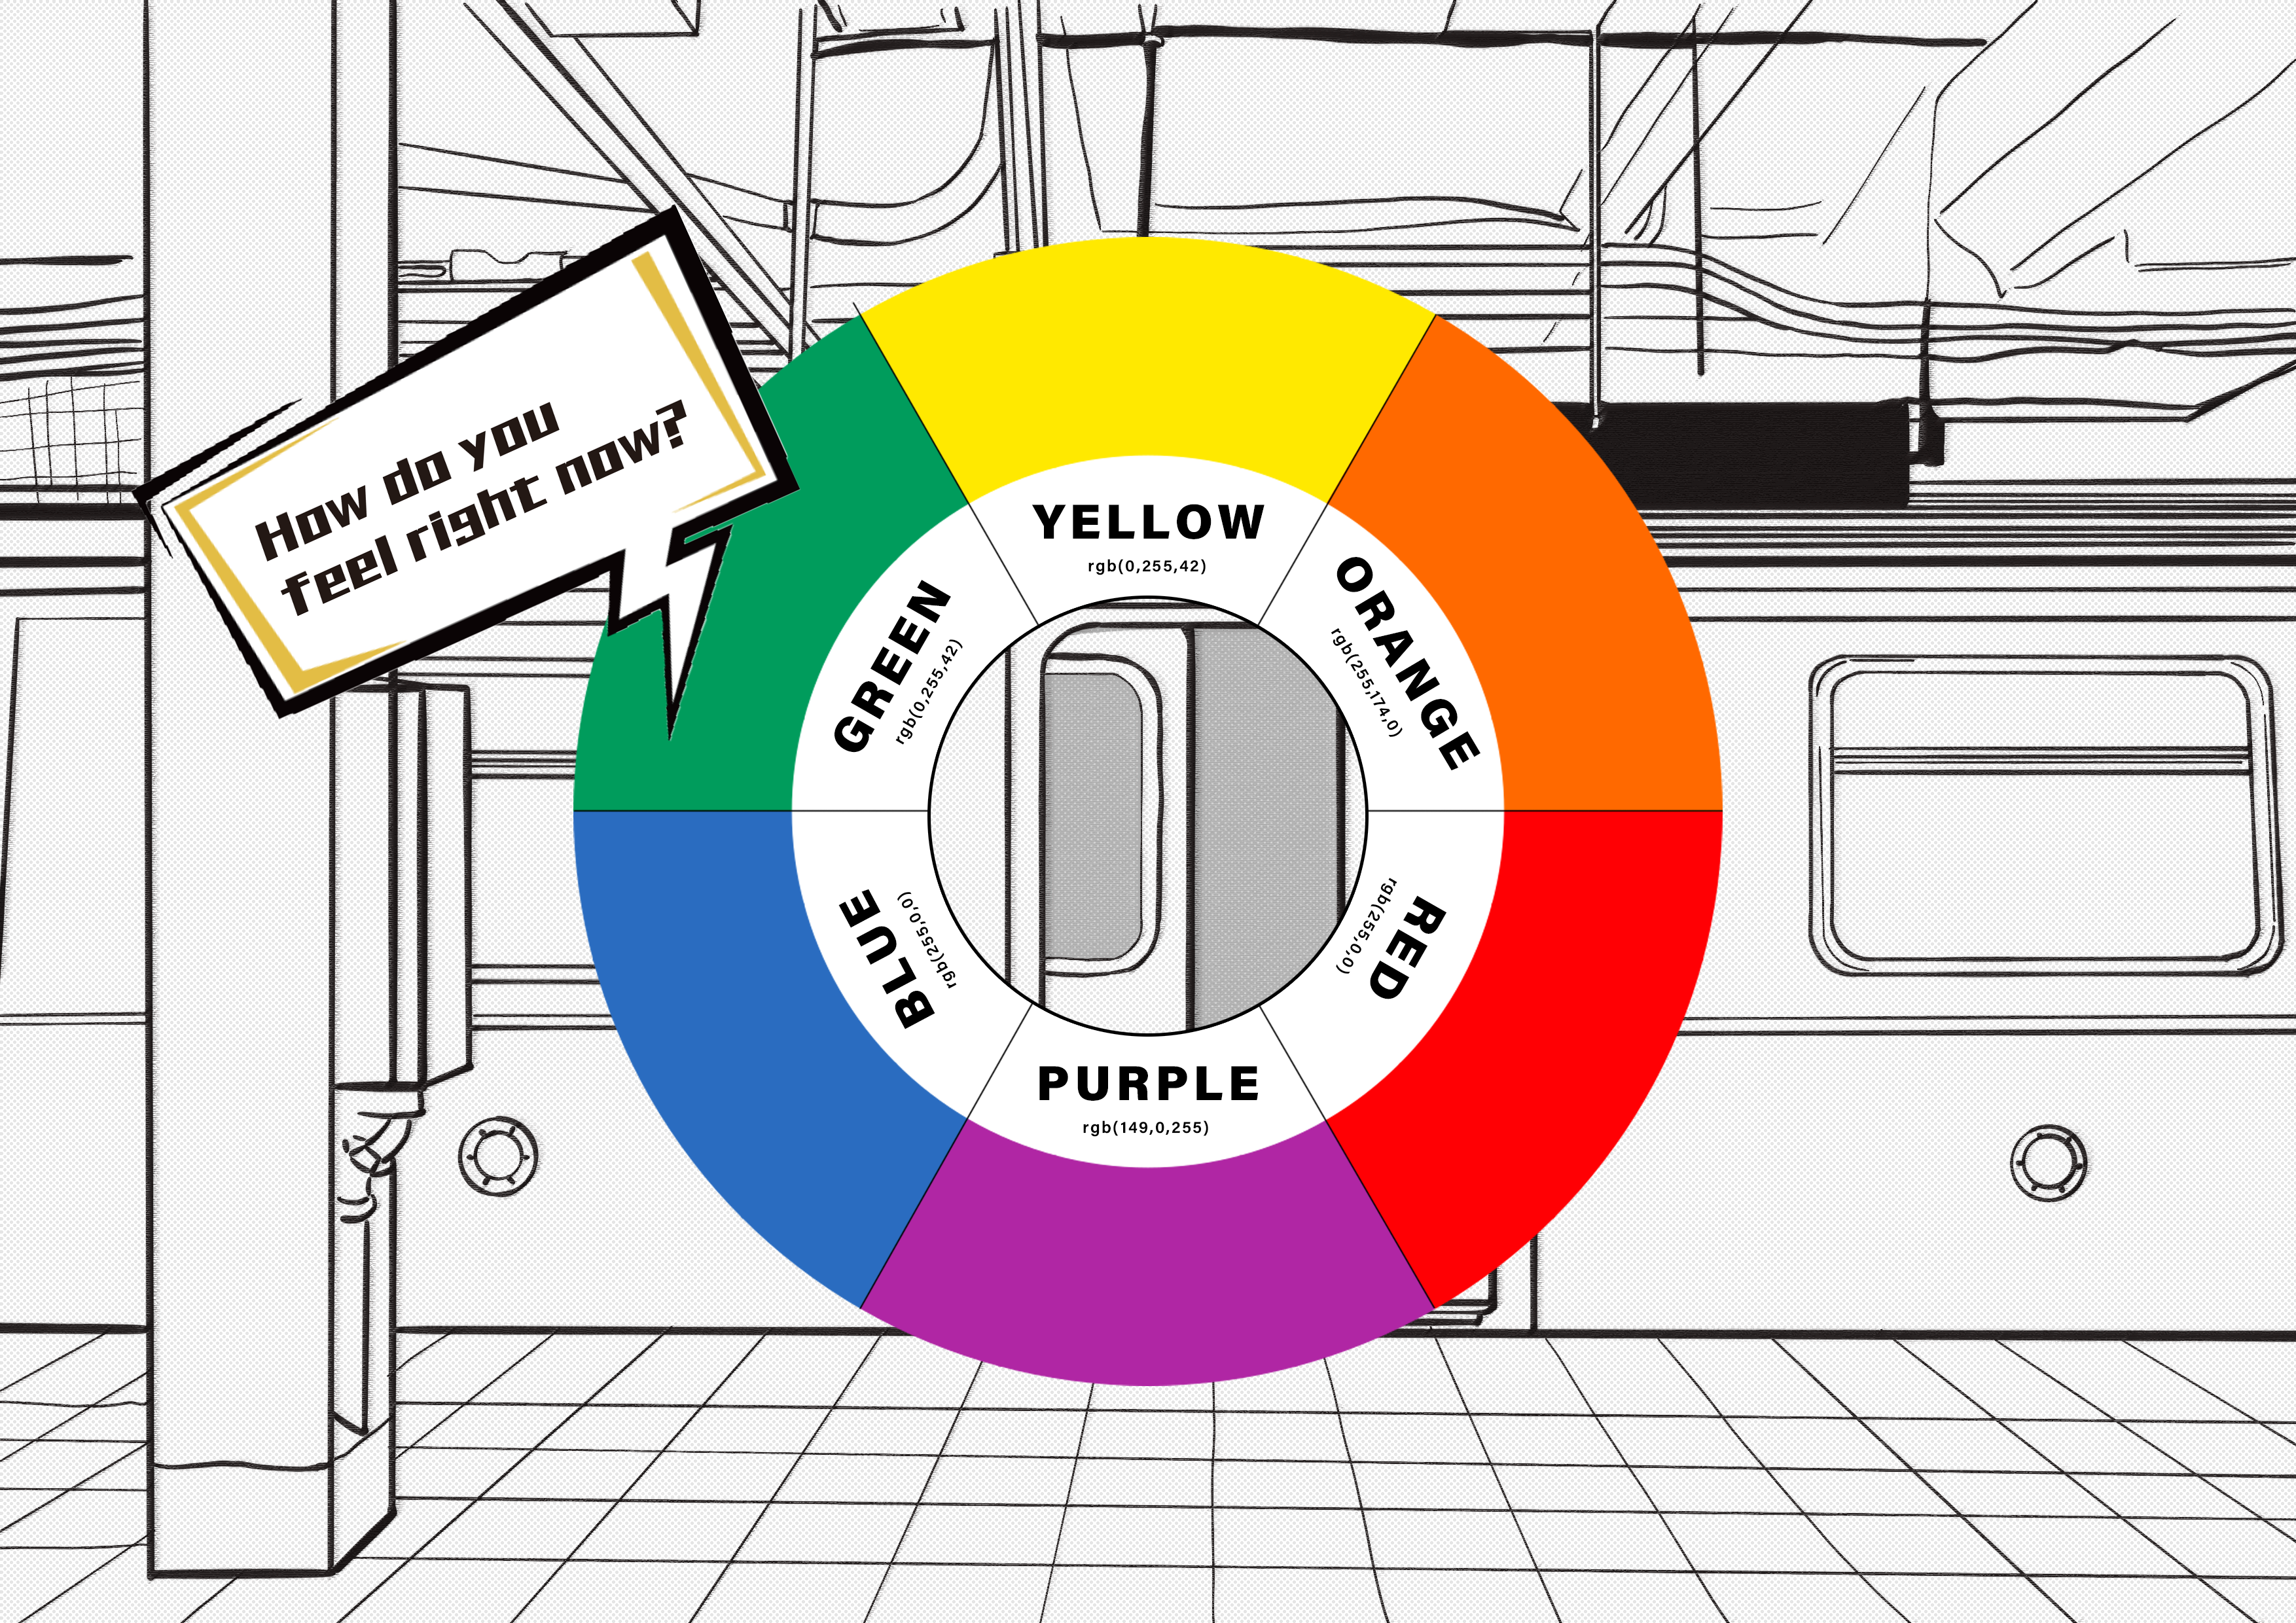 How do you
feel right now?
YELLOW
rgb(0,255,42)
ORANGE
rgb(255,174,0)
RED
rgb(255,0,0)
PURPLE
rgb(149,0,255)
BLUE
rgb(255,0,0)
GREEN
rgb(0,255,42)